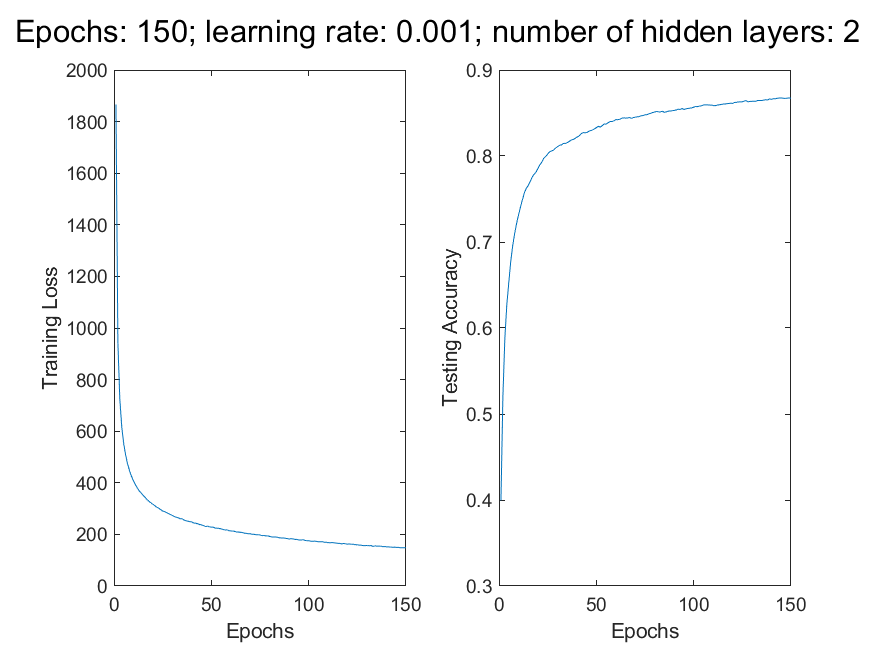 Epochs: 150; learning rate: 0.001; number of hidden layers: 2
2000
1800
1600
1400
1200
1000
800
600
400
200
0
0 50 100 150
Training Loss
Epochs
0.9
0.8
0.7
0.6
0.5
0.4
0.3
0 50 100 150
Testing Accuracy
Epochs